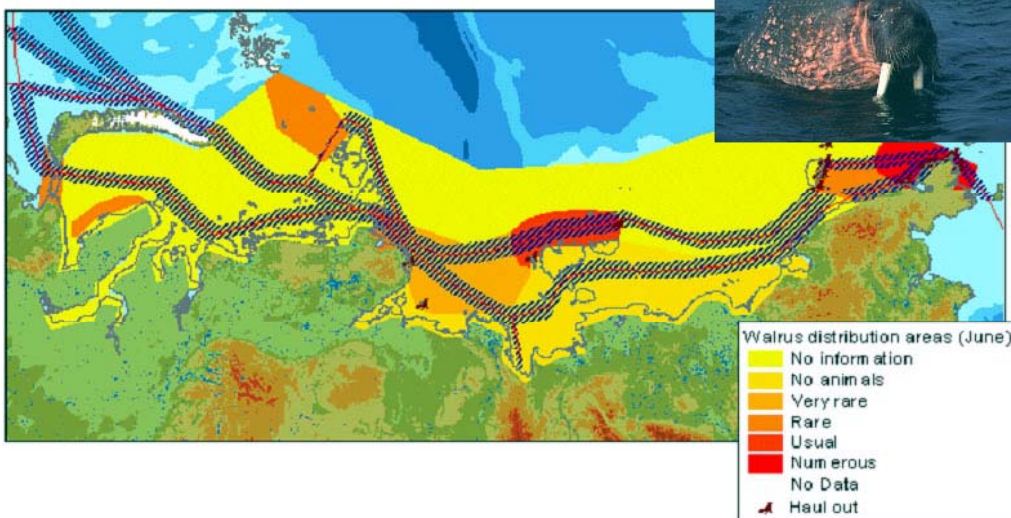 Walrus distribution areas (June)
No information
No animals
Very rare
Rare
Usual
Numerous
No Data
Haul out